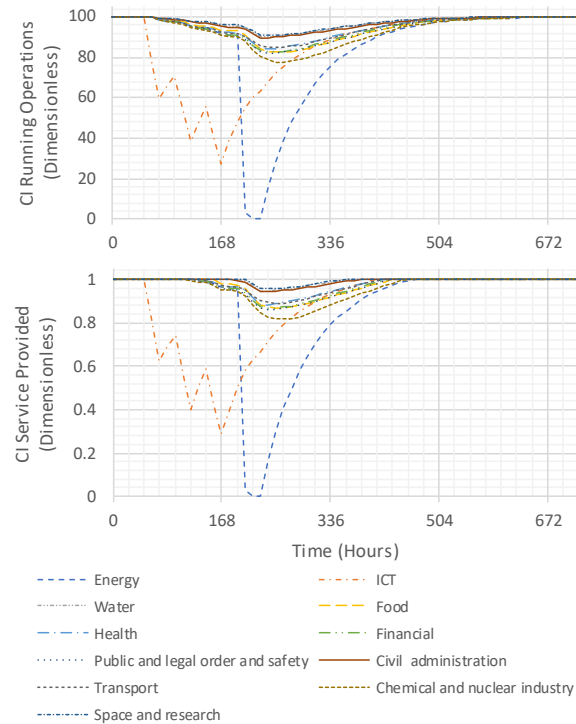 CI Running Operations
(Dimensionless)
100
80
60
40
20
0
0 168 336 504 672
CI Service Provided
(Dimensionless)
1
0.8
0.6
0.4
0.2
0
0 168 336 504 672
Time (Hours)
Energy ICT
Water Food
Health Financial
Public and legal order and safety Civil administration
Transport Chemical and nuclear industry
Space and research